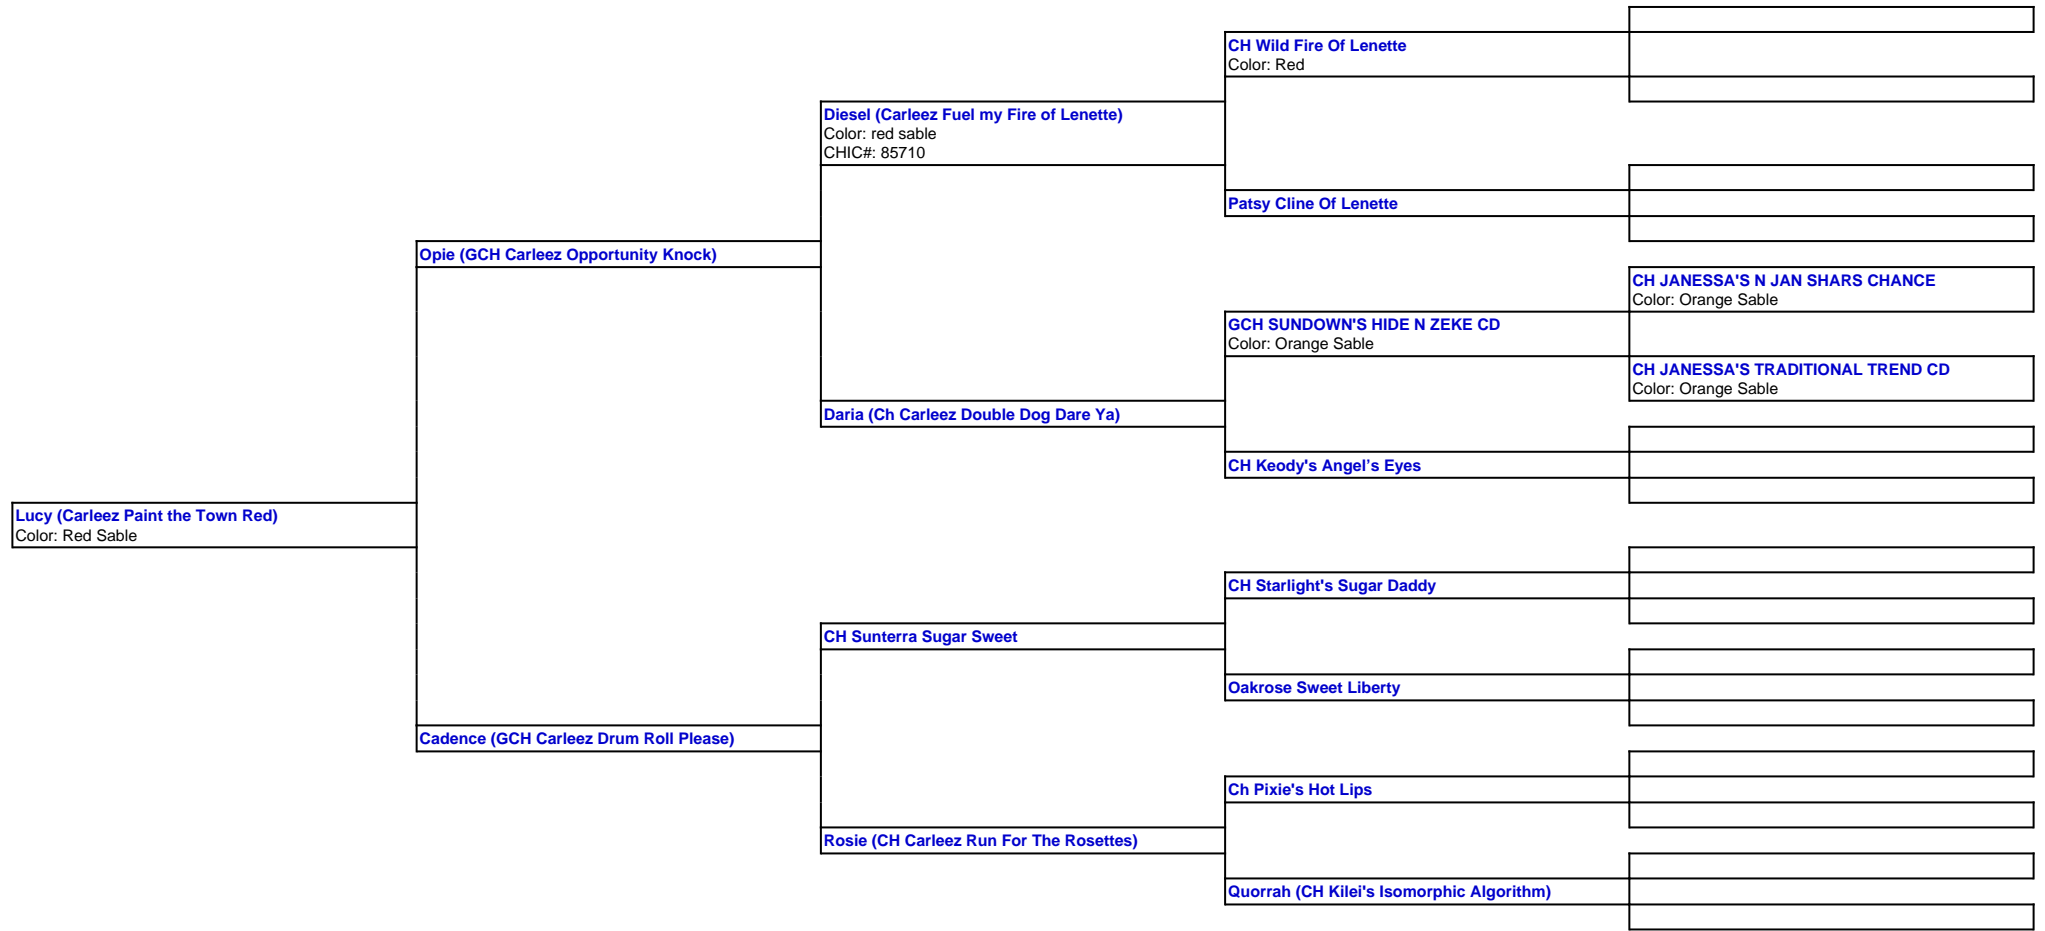 CH Wild Fire Of Lenette
Color: Red
Diesel (Carleez Fuel my Fire of Lenette)
Color: red sable
CHIC#: 85710
Patsy Cline Of Lenette
Opie (GCH Carleez Opportunity Knock)
CH JANESSA'S N JAN SHARS CHANCE
Color: Orange Sable
GCH SUNDOWN'S HIDE N ZEKE CD
Color: Orange Sable
CH JANESSA'S TRADITIONAL TREND CD
Color: Orange Sable
Daria (Ch Carleez Double Dog Dare Ya)
CH Keody's Angel’s Eyes
Lucy (Carleez Paint the Town Red)
Color: Red Sable
CH Starlight's Sugar Daddy
CH Sunterra Sugar Sweet
Oakrose Sweet Liberty
Cadence (GCH Carleez Drum Roll Please)
Ch Pixie's Hot Lips
Rosie (CH Carleez Run For The Rosettes)
Quorrah (CH Kilei's Isomorphic Algorithm)